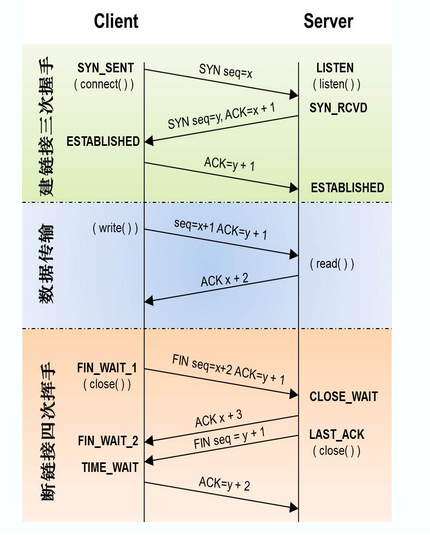 Client
Server
建链接三次握手
SYN_SENT
( connect( ) )
SYN seq=x
LISTEN
( listen( ) )
SYN_RCVD
SYN seq=y, ACK=x + 1
ESTABLISHED
ACK=y + 1
ESTABLISHED
数据传输
( write( ) )
seq=x+1 ACK=y + 1
( read( ) )
ACK x + 2
断链接四次挥手
FIN_WAIT_1
( close( ) )
FIN seq=x+2 ACK=y + 1
CLOSE_WAIT
ACK x + 3
FIN_WAIT_2
FIN seq = y + 1
LAST_ACK
( close( ) )
TIME_WAIT
ACK=y + 2